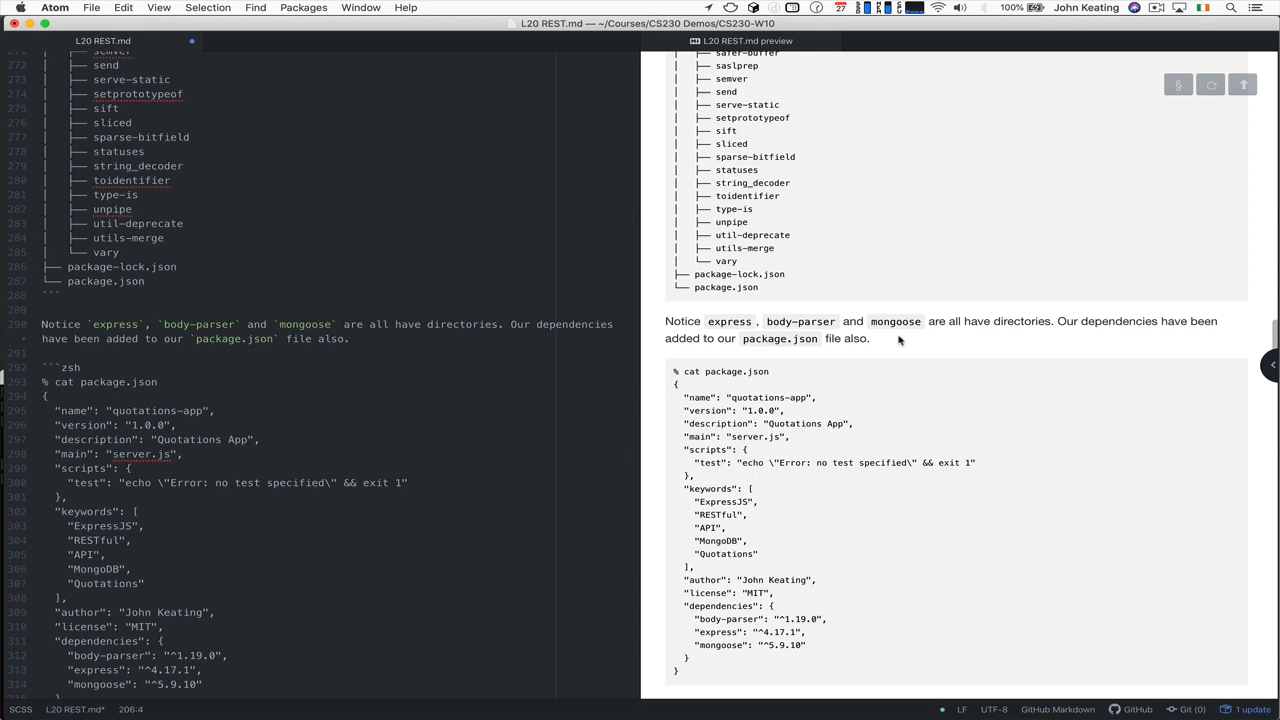 Atom File Edit View Selection Find Packages Window Help 27 100% John Keating
L20 REST.md — ~/Courses/CS230 Demos/CS230-W10
L20 REST.md
L20 REST.md preview
semver
272 │ ├── send
273 │ ├── serve-static
274 │ ├── setprototypeof
275 │ ├── sift
276 │ ├── sliced
277 │ ├── sparse-bitfield
278 │ ├── statuses
279 │ ├── string_decoder
280 │ ├── toidentifier
281 │ ├── type-is
282 │ ├── unpipe
283 │ ├── util-deprecate
284 │ ├── utils-merge
285 │ └── vary
286 ├── package-lock.json
287 └── package.json
288 ```
289
290 Notice `express`, `body-parser` and `mongoose` are all have directories. Our dependencies
have been added to our `package.json` file also.
291
292 ```zsh
293 % cat package.json
294 {
295 "name": "quotations-app",
296 "version": "1.0.0",
297 "description": "Quotations App",
298 "main": "server.js",
299 "scripts": {
300 "test": "echo \"Error: no test specified\" && exit 1"
301 },
302 "keywords": [
303 "ExpressJS",
304 "RESTful",
305 "API",
306 "MongoDB",
307 "Quotations"
308 ],
309 "author": "John Keating",
310 "license": "MIT",
311 "dependencies": {
312 "body-parser": "^1.19.0",
313 "express": "^4.17.1",
314 "mongoose": "^5.9.10"
315 }
safer-buffer
│ ├── saslprep
│ ├── semver
│ ├── send
│ ├── serve-static
│ ├── setprototypeof
│ ├── sift
│ ├── sliced
│ ├── sparse-bitfield
│ ├── statuses
│ ├── string_decoder
│ ├── toidentifier
│ ├── type-is
│ ├── unpipe
│ ├── util-deprecate
│ ├── utils-merge
│ └── vary
├── package-lock.json
└── package.json
§
Notice express, body-parser and mongoose are all have directories. Our dependencies have been
added to our package.json file also.
% cat package.json
{
"name": "quotations-app",
"version": "1.0.0",
"description": "Quotations App",
"main": "server.js",
"scripts": {
"test": "echo \"Error: no test specified\" && exit 1"
},
"keywords": [
"ExpressJS",
"RESTful",
"API",
"MongoDB",
"Quotations"
],
"author": "John Keating",
"license": "MIT",
"dependencies": {
"body-parser": "^1.19.0",
"express": "^4.17.1",
"mongoose": "^5.9.10"
}
}
SCSS L20 REST.md* 206:4 LF UTF-8 GitHub Markdown GitHub Git (0) 1 update